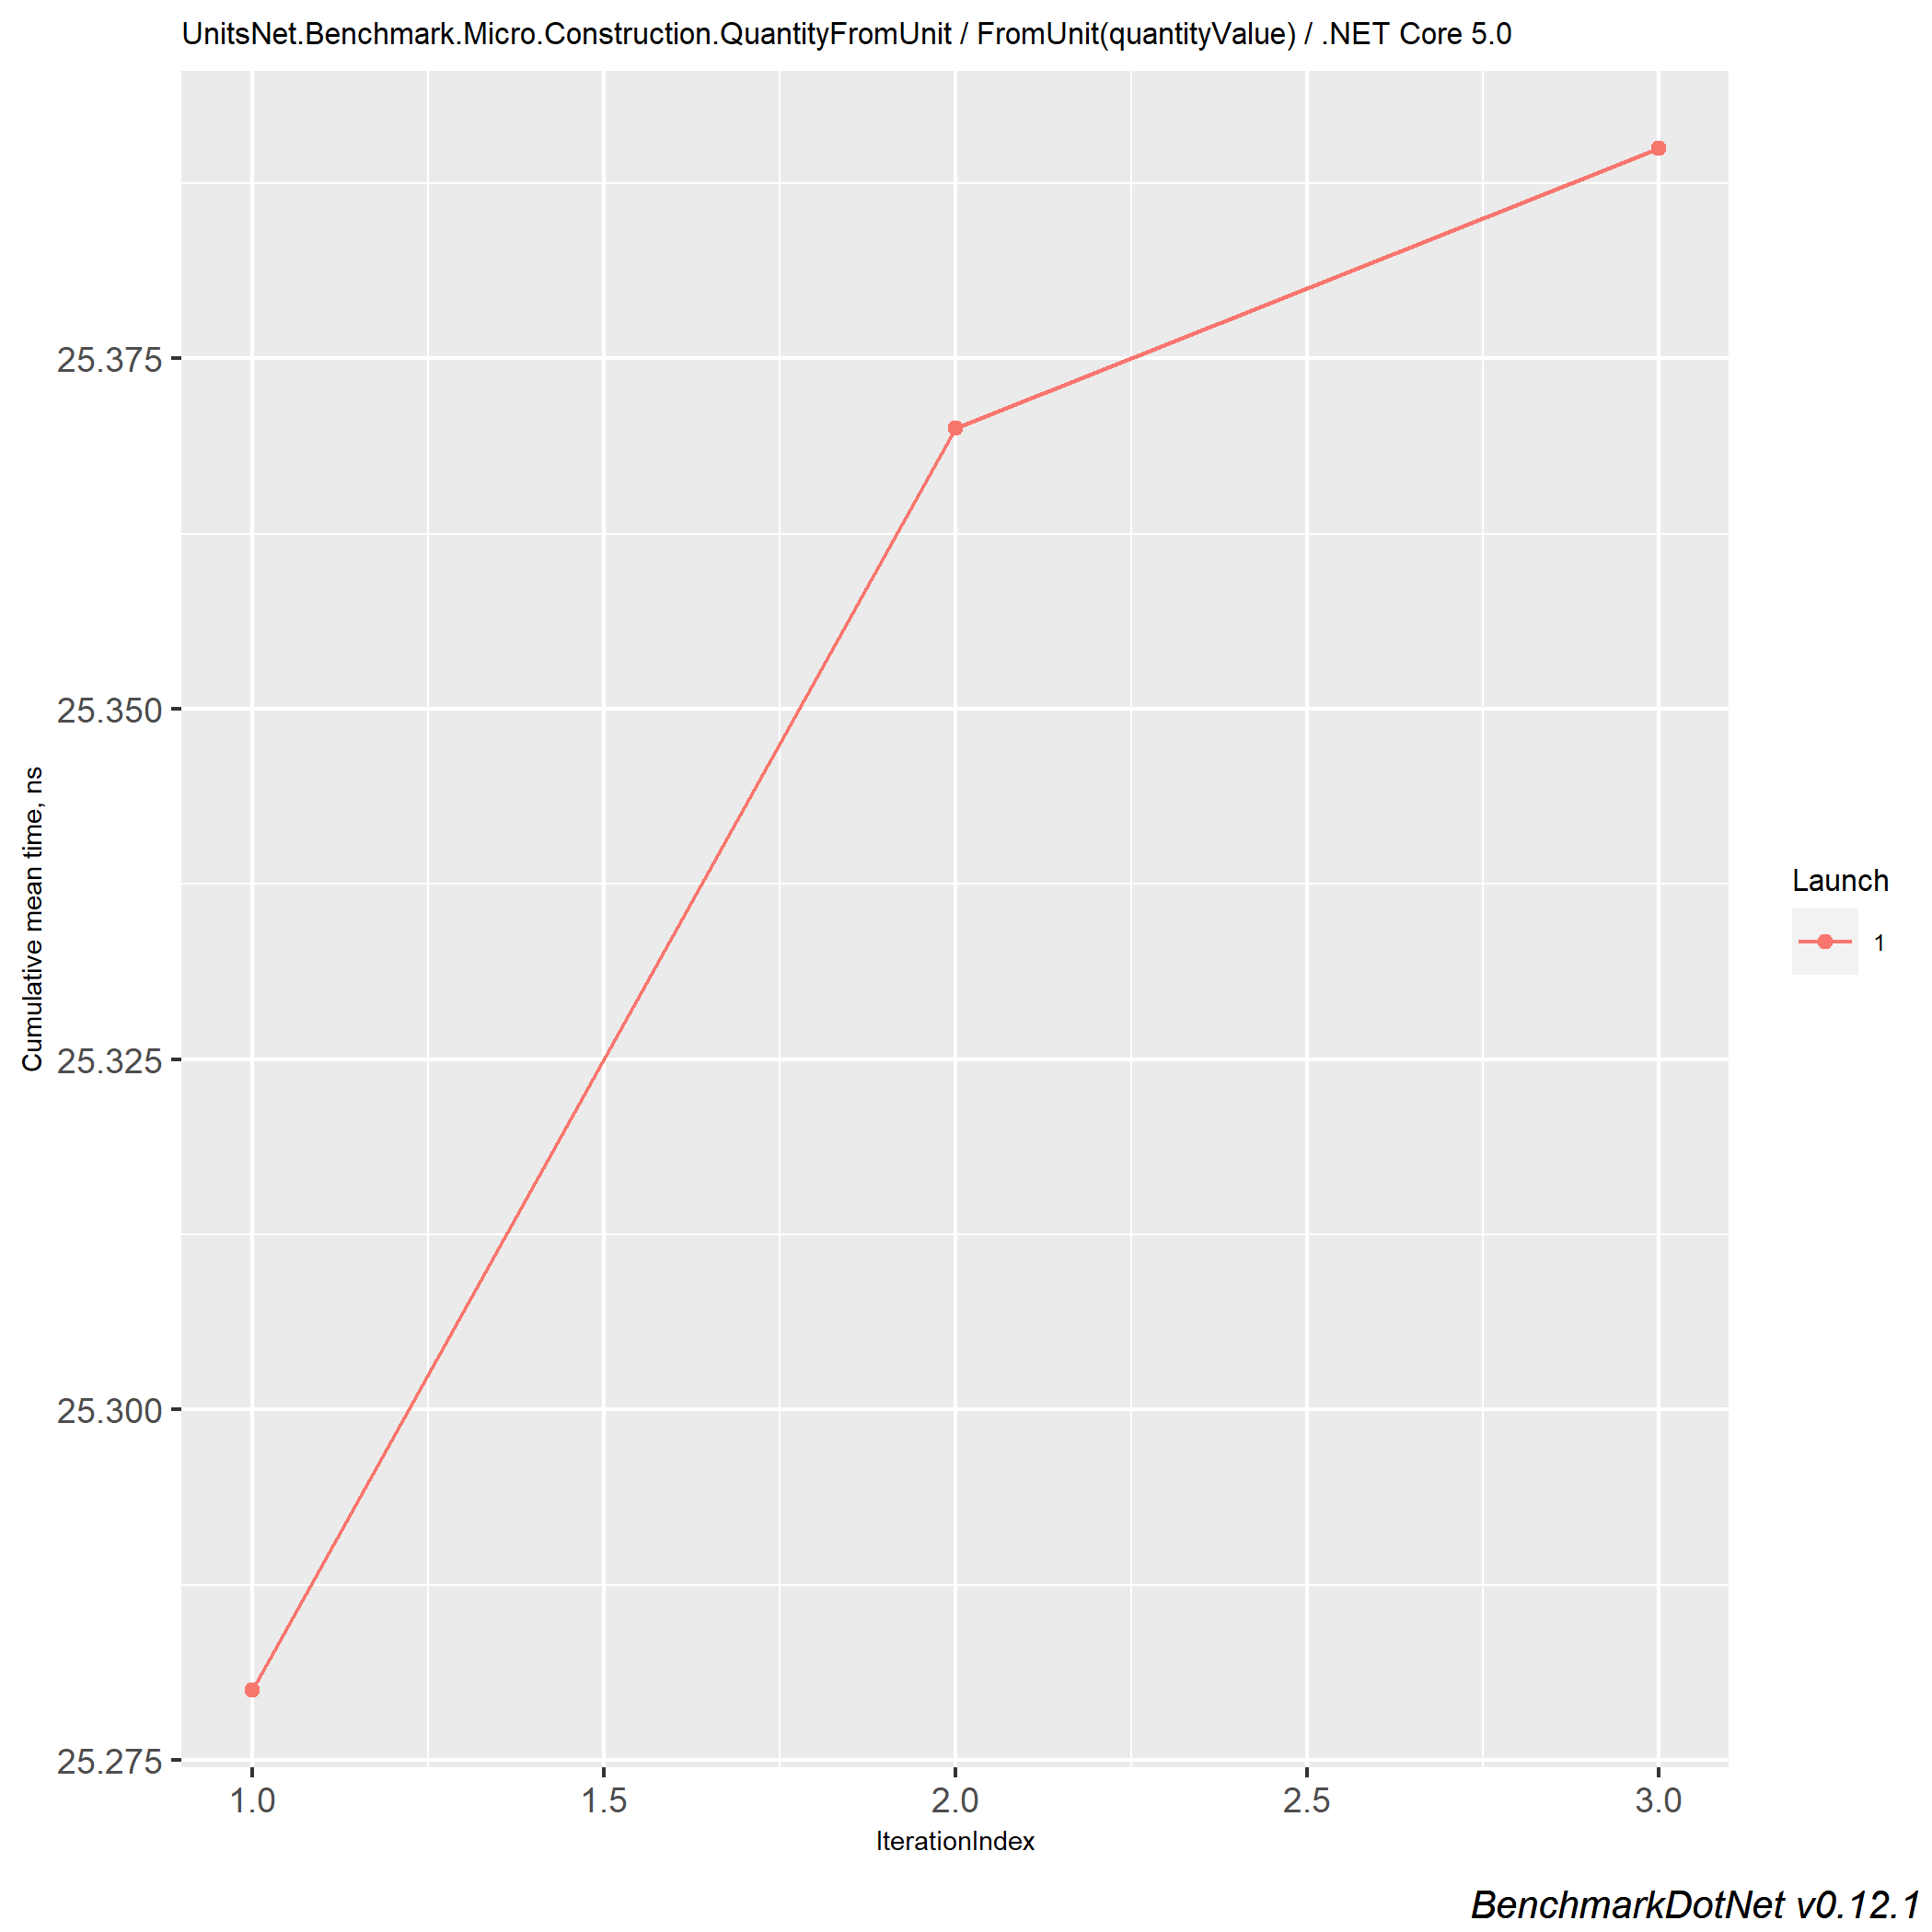 UnitsNet.Benchmark.Micro.Construction.QuantityFromUnit / FromUnit(quantityValue) / .NET Core 5.0
Cumulative mean time, ns
25.375
25.350
25.325
25.300
25.275
1.0 1.5 2.0 2.5 3.0
IterationIndex
Launch
1
BenchmarkDotNet v0.12.1